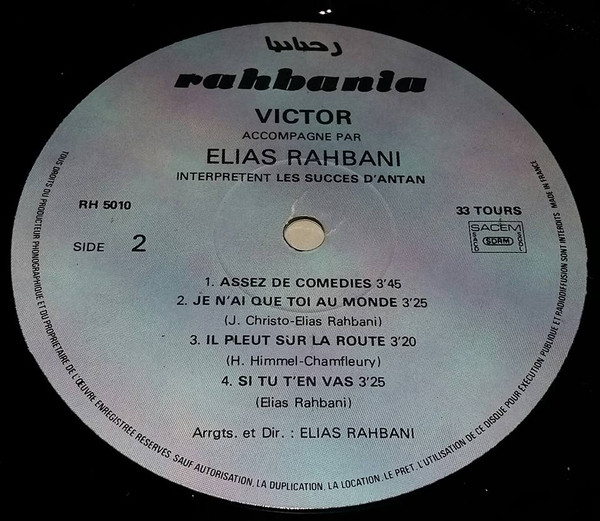 رحبانيا
rahbania
VICTOR
ACCOMPAGNE PAR
ELIAS RAHBANI
INTERPRETENT LES SUCCES D'ANTAN
RH 5010
33 TOURS
SACEM
SDRM
SIDE 2
1. ASSEZ DE COMEDIES 3'45
2. JE N'AI QUE TOI AU MONDE 3'25
(J. Christo-Elias Rahbani)
3. IL PLEUT SUR LA ROUTE 3'20
(H. Himmel-Chamfleury)
4. SI TU T'EN VAS 3'25
(Elias Rahbani)
Arrgts. et Dir. : ELIAS RAHBANI
TOUS DROITS DU PRODUCTEUR PHONOGRAPHIQUE ET DU PROPRIETAIRE DE L'ŒUVRE ENREGISTREE RESERVES. SAUF AUTORISATION, LA DUPLICATION, LA LOCATION, LE PRET, L'UTILISATION DE CE DISQUE POUR EXECUTION PUBLIQUE ET RADIODIFFUSION SONT INTERDITS MADE IN FRANCE